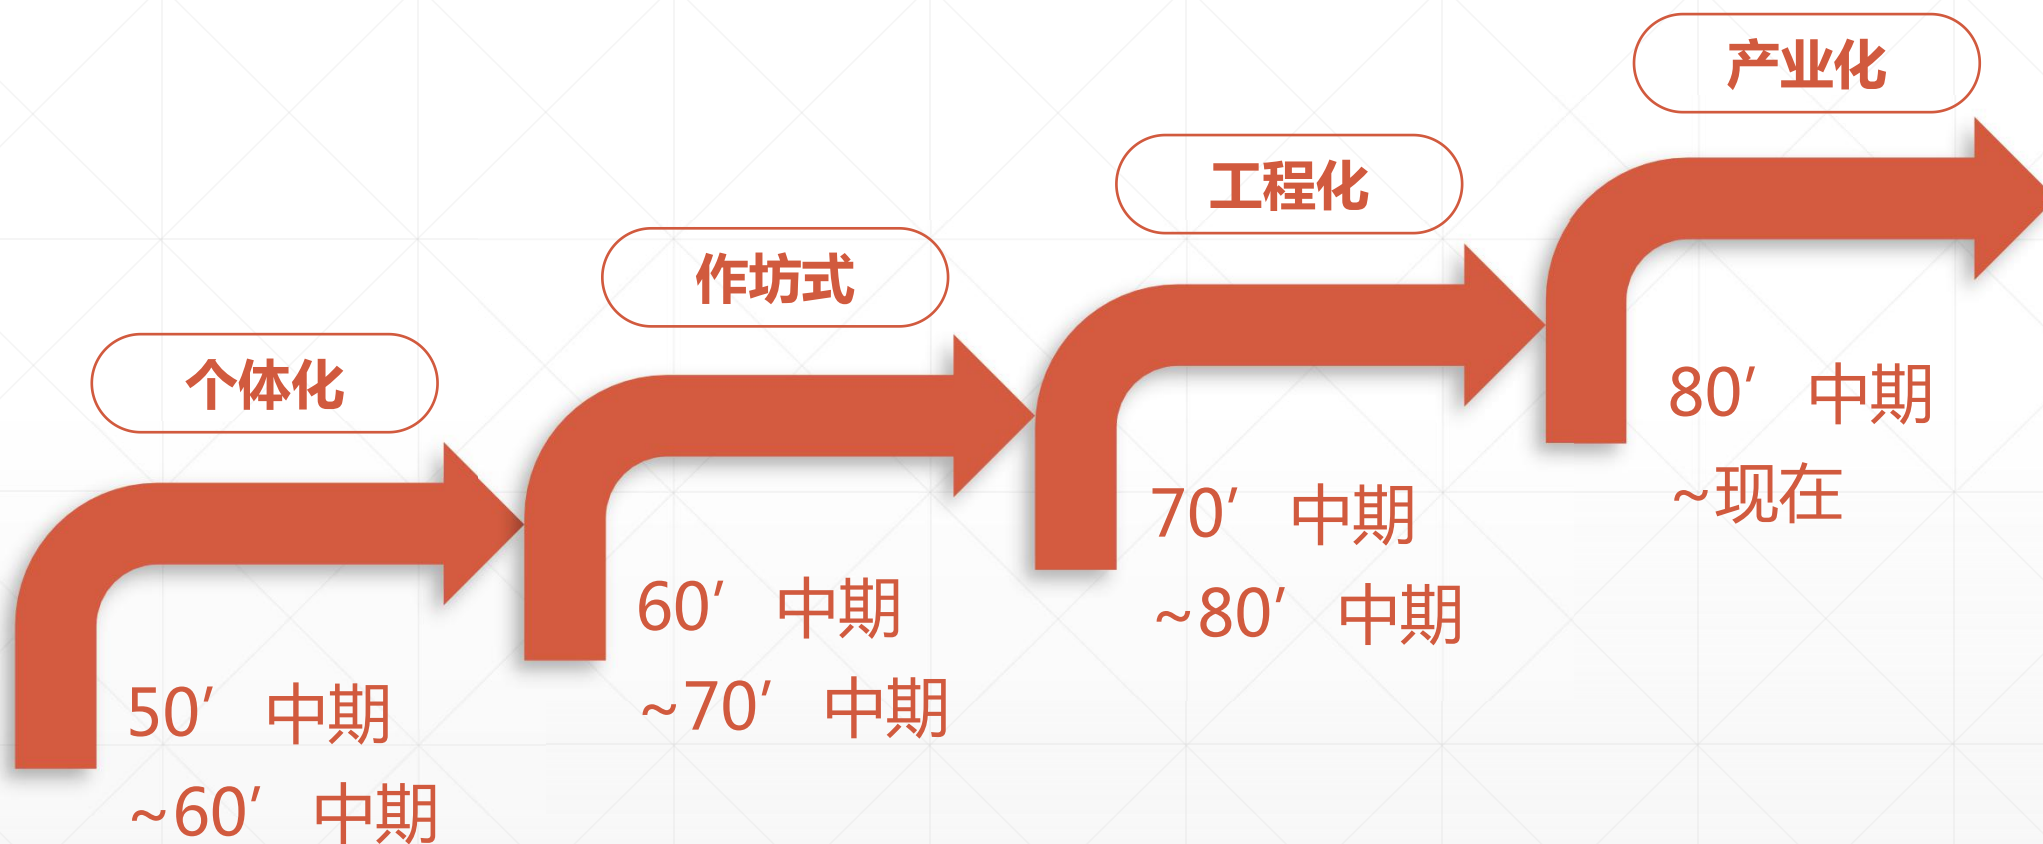 个体化
50′ 中期
~60′ 中期
作坊式
60′ 中期
~70′ 中期
工程化
70′ 中期
~80′ 中期
产业化
80′ 中期
~现在